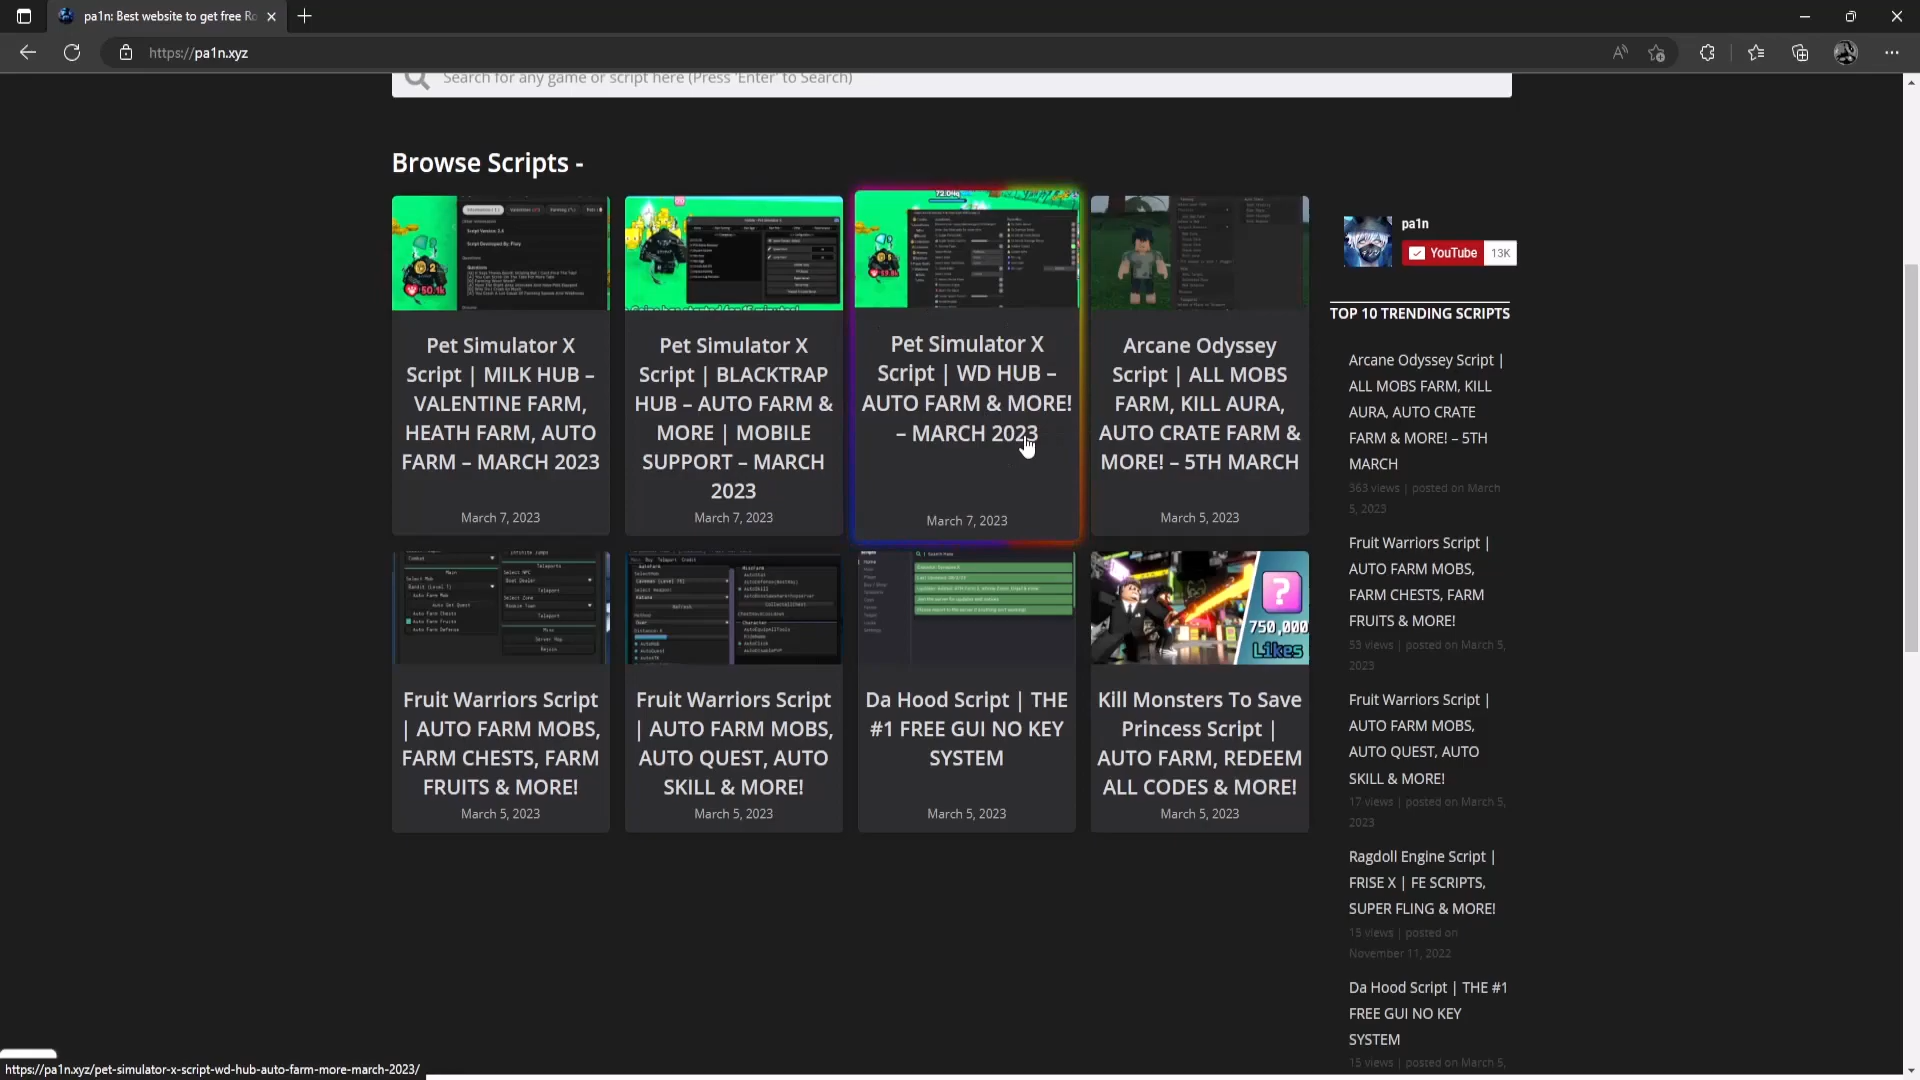 pa1n: Best website to get free Ro
https://pa1n.xyz
Search for any game or script here (Press 'Enter' to Search)
Browse Scripts -
Pet Simulator X
Script | MILK HUB –
VALENTINE FARM,
HEATH FARM, AUTO
FARM – MARCH 2023
March 7, 2023
Pet Simulator X
Script | BLACKTRAP
HUB – AUTO FARM &
MORE | MOBILE
SUPPORT – MARCH
2023
March 7, 2023
72.04q
Pet Simulator X
Script | WD HUB –
AUTO FARM & MORE!
– MARCH 2023
March 7, 2023
Arcane Odyssey
Script | ALL MOBS
FARM, KILL AURA,
AUTO CRATE FARM &
MORE! – 5TH MARCH
March 5, 2023
Fruit Warriors Script
| AUTO FARM MOBS,
FARM CHESTS, FARM
FRUITS & MORE!
March 5, 2023
Fruit Warriors Script
| AUTO FARM MOBS,
AUTO QUEST, AUTO
SKILL & MORE!
March 5, 2023
Da Hood Script | THE
#1 FREE GUI NO KEY
SYSTEM
March 5, 2023
750,000
Likes
Kill Monsters To Save
Princess Script |
AUTO FARM, REDEEM
ALL CODES & MORE!
March 5, 2023
pa1n
YouTube 13K
TOP 10 TRENDING SCRIPTS
Arcane Odyssey Script |
ALL MOBS FARM, KILL
AURA, AUTO CRATE
FARM & MORE! – 5TH
MARCH
363 views | posted on March
5, 2023
Fruit Warriors Script |
AUTO FARM MOBS,
FARM CHESTS, FARM
FRUITS & MORE!
53 views | posted on March 5,
2023
Fruit Warriors Script |
AUTO FARM MOBS,
AUTO QUEST, AUTO
SKILL & MORE!
17 views | posted on March 5,
2023
Ragdoll Engine Script |
FRISE X | FE SCRIPTS,
SUPER FLING & MORE!
15 views | posted on
November 11, 2022
Da Hood Script | THE #1
FREE GUI NO KEY
SYSTEM
15 views | posted on March 5,
https://pa1n.xyz/pet-simulator-x-script-wd-hub-auto-farm-more-march-2023/